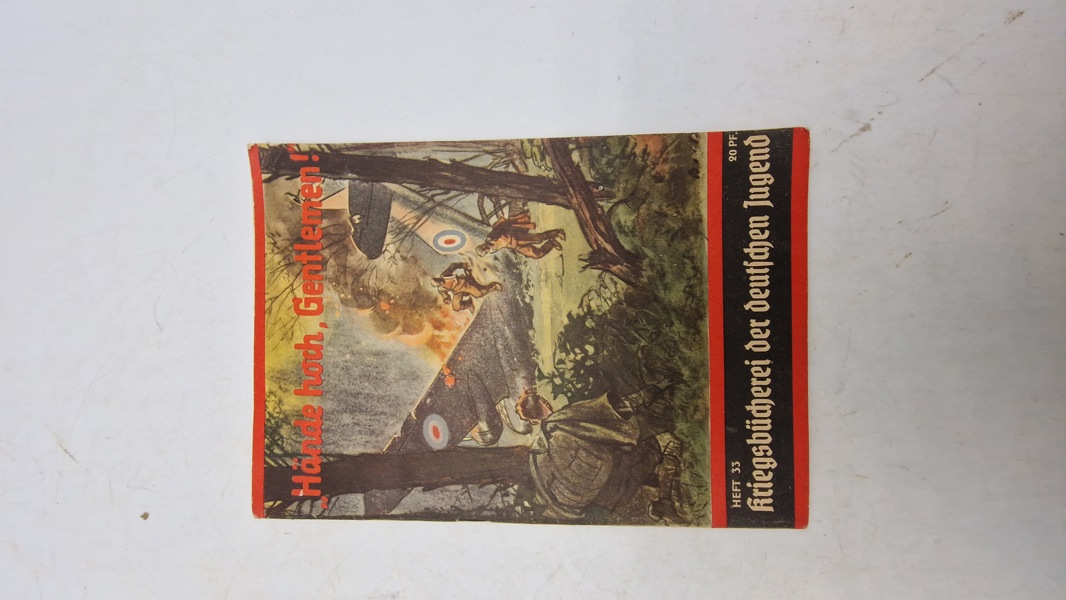 „Hände hoch, Gentlemen!“
HEFT 33 20 PF.
Kriegsbücherei der deutschen Jugend